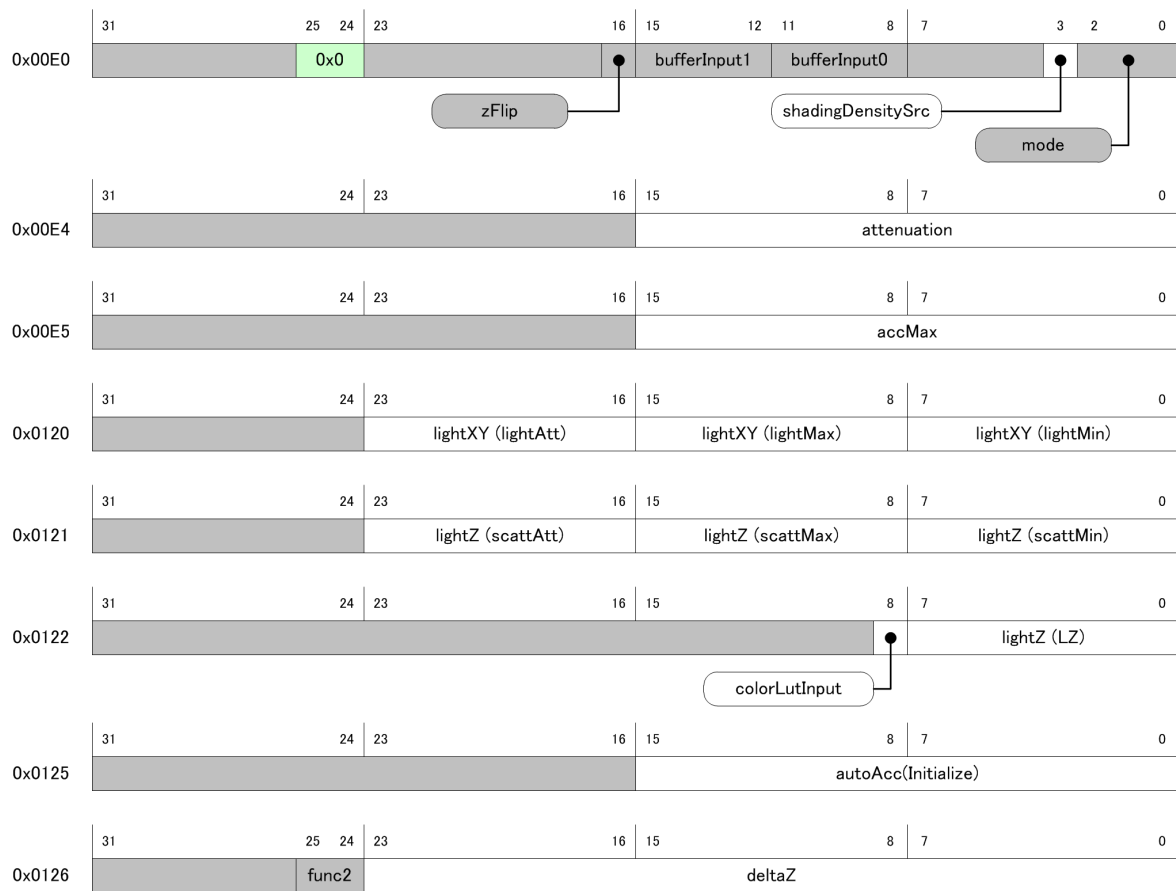 31 25 24 23 16 15 12 11 8 7 3 2 0
0x00E0 0x0 bufferInput1 bufferInput0
zFlip shadingDensitySrc
mode
31 24 23 16 15 8 7 0
0x00E4 attenuation
31 24 23 16 15 8 7 0
0x00E5 accMax
31 24 23 16 15 8 7 0
0x0120 lightXY (lightAtt) lightXY (lightMax) lightXY (lightMin)
31 24 23 16 15 8 7 0
0x0121 lightZ (scattAtt) lightZ (scattMax) lightZ (scattMin)
31 24 23 16 15 8 7 0
0x0122 lightZ (LZ)
colorLutInput
31 24 23 16 15 8 7 0
0x0125 autoAcc(Initialize)
31 25 24 23 16 15 8 7 0
0x0126 func2 deltaZ